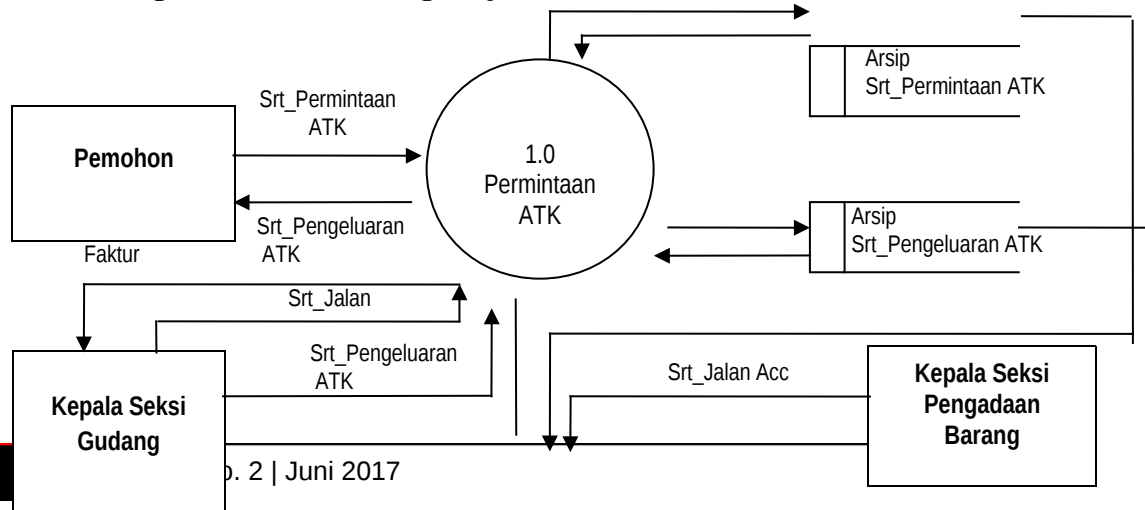 Arsip
Srt_Permintaan ATK
Srt_Permintaan
ATK
Pemohon
1.0
Permintaan
ATK
Srt_Pengeluaran
ATK
Arsip
Srt_Pengeluaran ATK
Faktur
Srt_Jalan
Srt_Pengeluaran
ATK
Srt_Jalan Acc
Kepala Seksi
Pengadaan
Barang
Kepala Seksi
Gudang
2 | Juni 2017